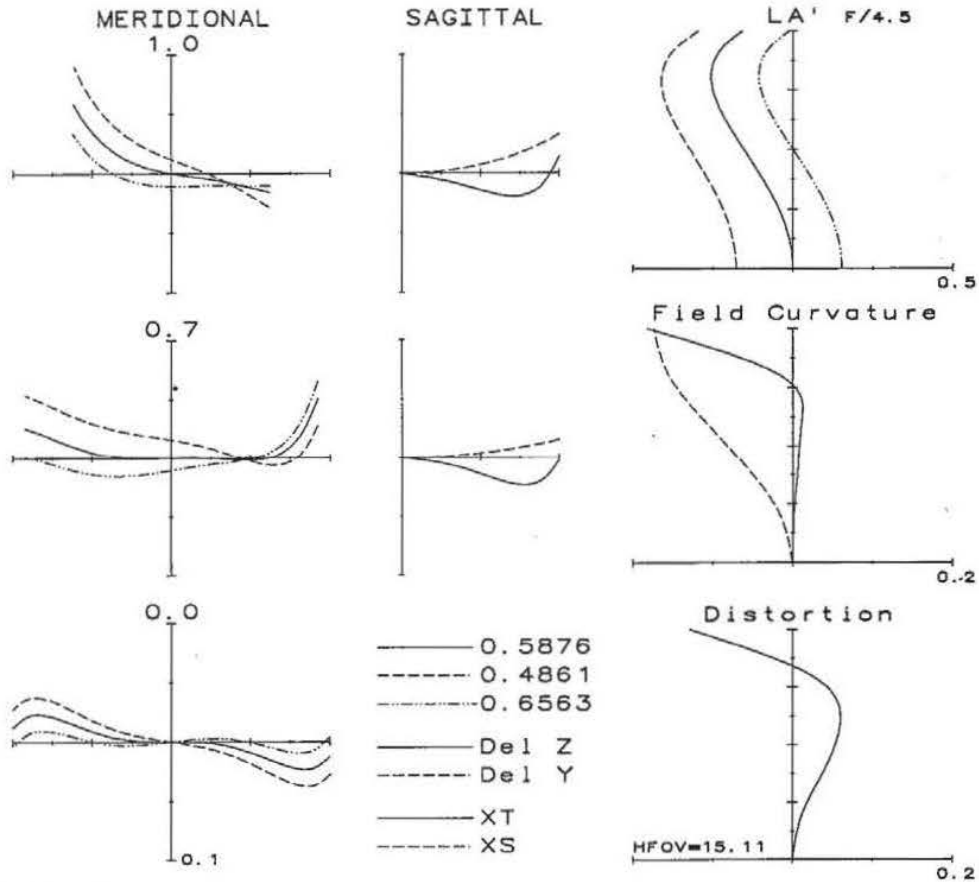 MERIDIONAL
1.0
SAGITTAL
LA' F/4.5
0.5
0.7
Field Curvature
0.2
0.0
0.1
0.5876
0.4861
0.6563
Del Z
Del Y
XT
XS
Distortion
HFOV=15.11
0.2